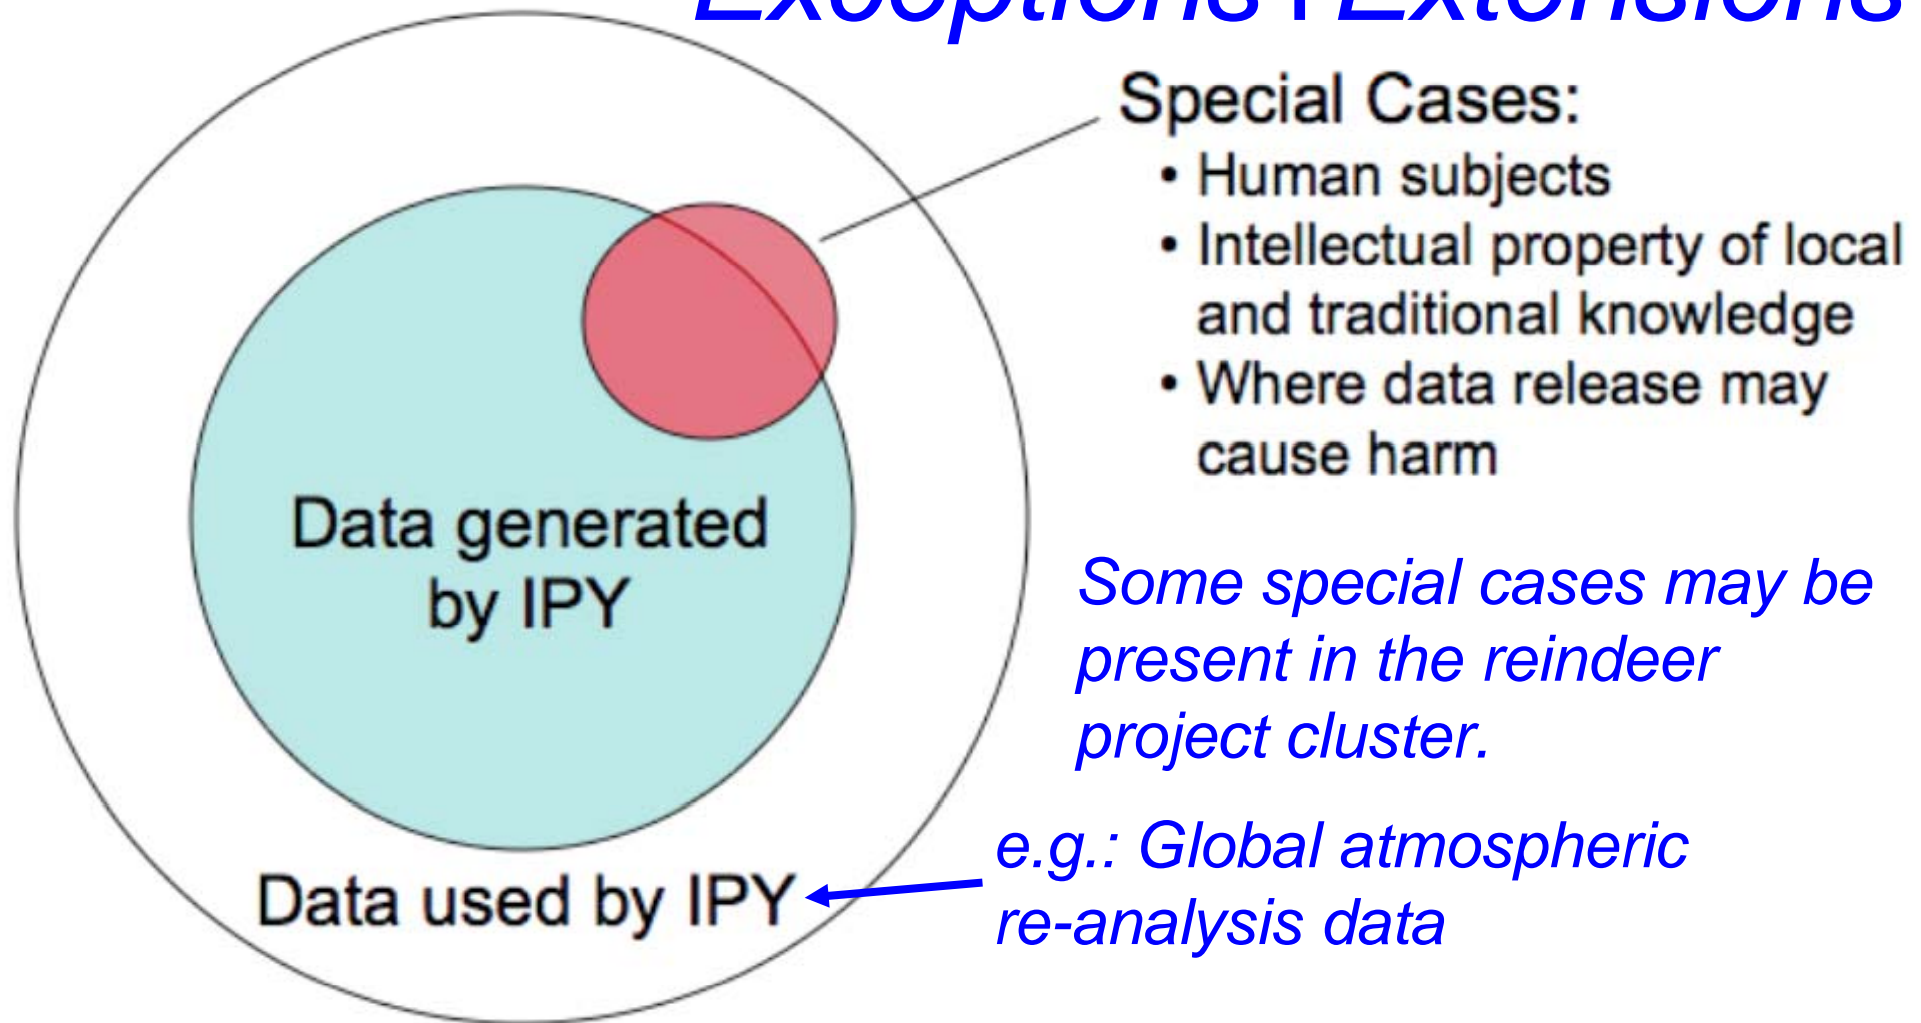 Exceptions + Extensions
Special Cases:
• Human subjects
• Intellectual property of local
and traditional knowledge
• Where data release may
cause harm
Data generated
by IPY
Some special cases may be
present in the reindeer
project cluster.
e.g.: Global atmospheric
re-analysis data
Data used by IPY